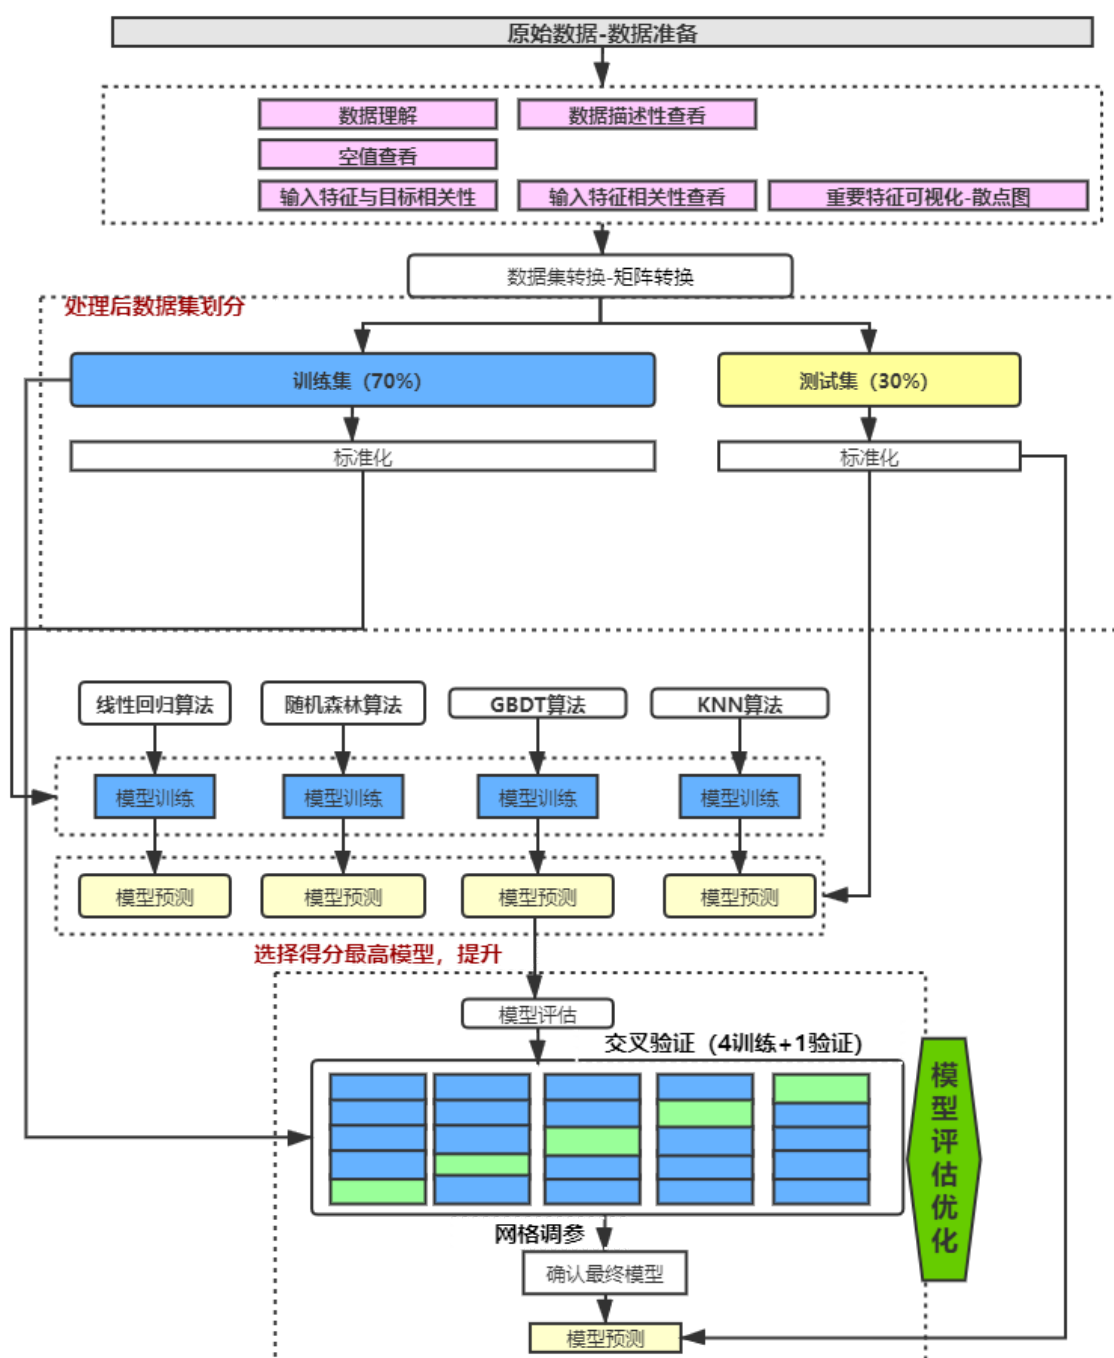 原始数据-数据准备
数据理解
数据描述性查看
空值查看
输入特征与目标相关性
输入特征相关性查看
重要特征可视化-散点图
数据集转换-矩阵转换
处理后数据集划分
训练集（70%）
测试集（30%）
标准化
标准化
线性回归算法
随机森林算法
GBDT算法
KNN算法
模型训练
模型训练
模型训练
模型训练
模型预测
模型预测
模型预测
模型预测
选择得分最高模型，提升
模型评估
交叉验证（4训练+1验证）
模型评估优化
网格调参
确认最终模型
模型预测